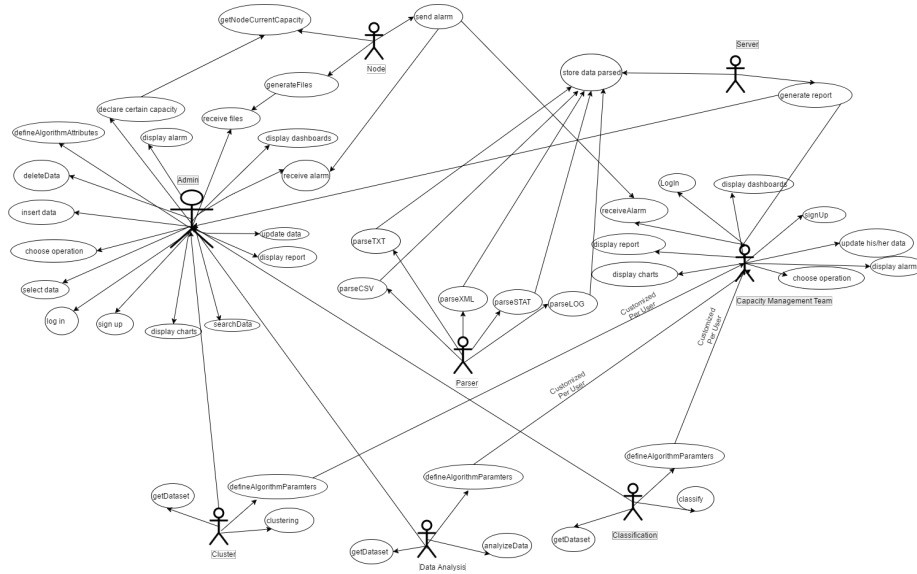 getNodeCurrentCapacity
send alarm
Node
Server
store data parsed
generateFiles
generate report
declare certain capacity
receive files
defineAlgorithmAttributes
display alarm
display dashboards
deleteData
Admin
receive alarm
LogIn
display dashboards
insert data
receiveAlarm
signUp
choose operation
update data
parseTXT
display report
update his/her data
display report
select data
parseCSV
display charts
choose operation
display alarm
parseXML
parseSTAT
parseLOG
Capacity Management Team
log in
sign up
display charts
searchData
Customized
Per User
Customized
Per User
Parser
Customized
Per User
defineAlgorithmParamters
defineAlgorithmParamters
defineAlgorithmParamters
getDataset
clustering
classify
Cluster
getDataset
analyizeData
Data Analysis
getDataset
Classification